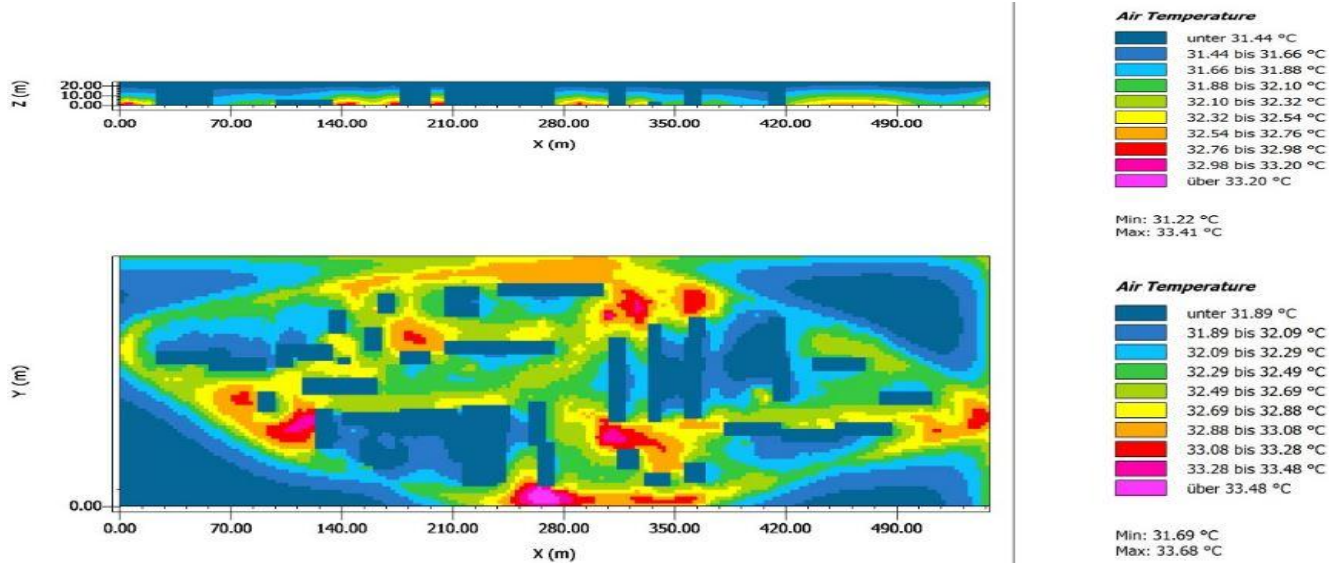 Air Temperature
unter 31.44 °C
31.44 bis 31.66 °C
31.66 bis 31.88 °C
31.88 bis 32.10 °C
32.10 bis 32.32 °C
32.32 bis 32.54 °C
32.54 bis 32.76 °C
32.76 bis 32.98 °C
32.98 bis 33.20 °C
über 33.20 °C
Min: 31.22 °C
Max: 33.41 °C
Z (m)
20.00
10.00
0.00
0.00 70.00 140.00 210.00 280.00 350.00 420.00 490.00
X (m)
Air Temperature
unter 31.89 °C
31.89 bis 32.09 °C
32.09 bis 32.29 °C
32.29 bis 32.49 °C
32.49 bis 32.69 °C
32.69 bis 32.88 °C
32.88 bis 33.08 °C
33.08 bis 33.28 °C
33.28 bis 33.48 °C
über 33.48 °C
Min: 31.69 °C
Max: 33.68 °C
Y (m)
0.00
0.00 70.00 140.00 210.00 280.00 350.00 420.00 490.00
X (m)